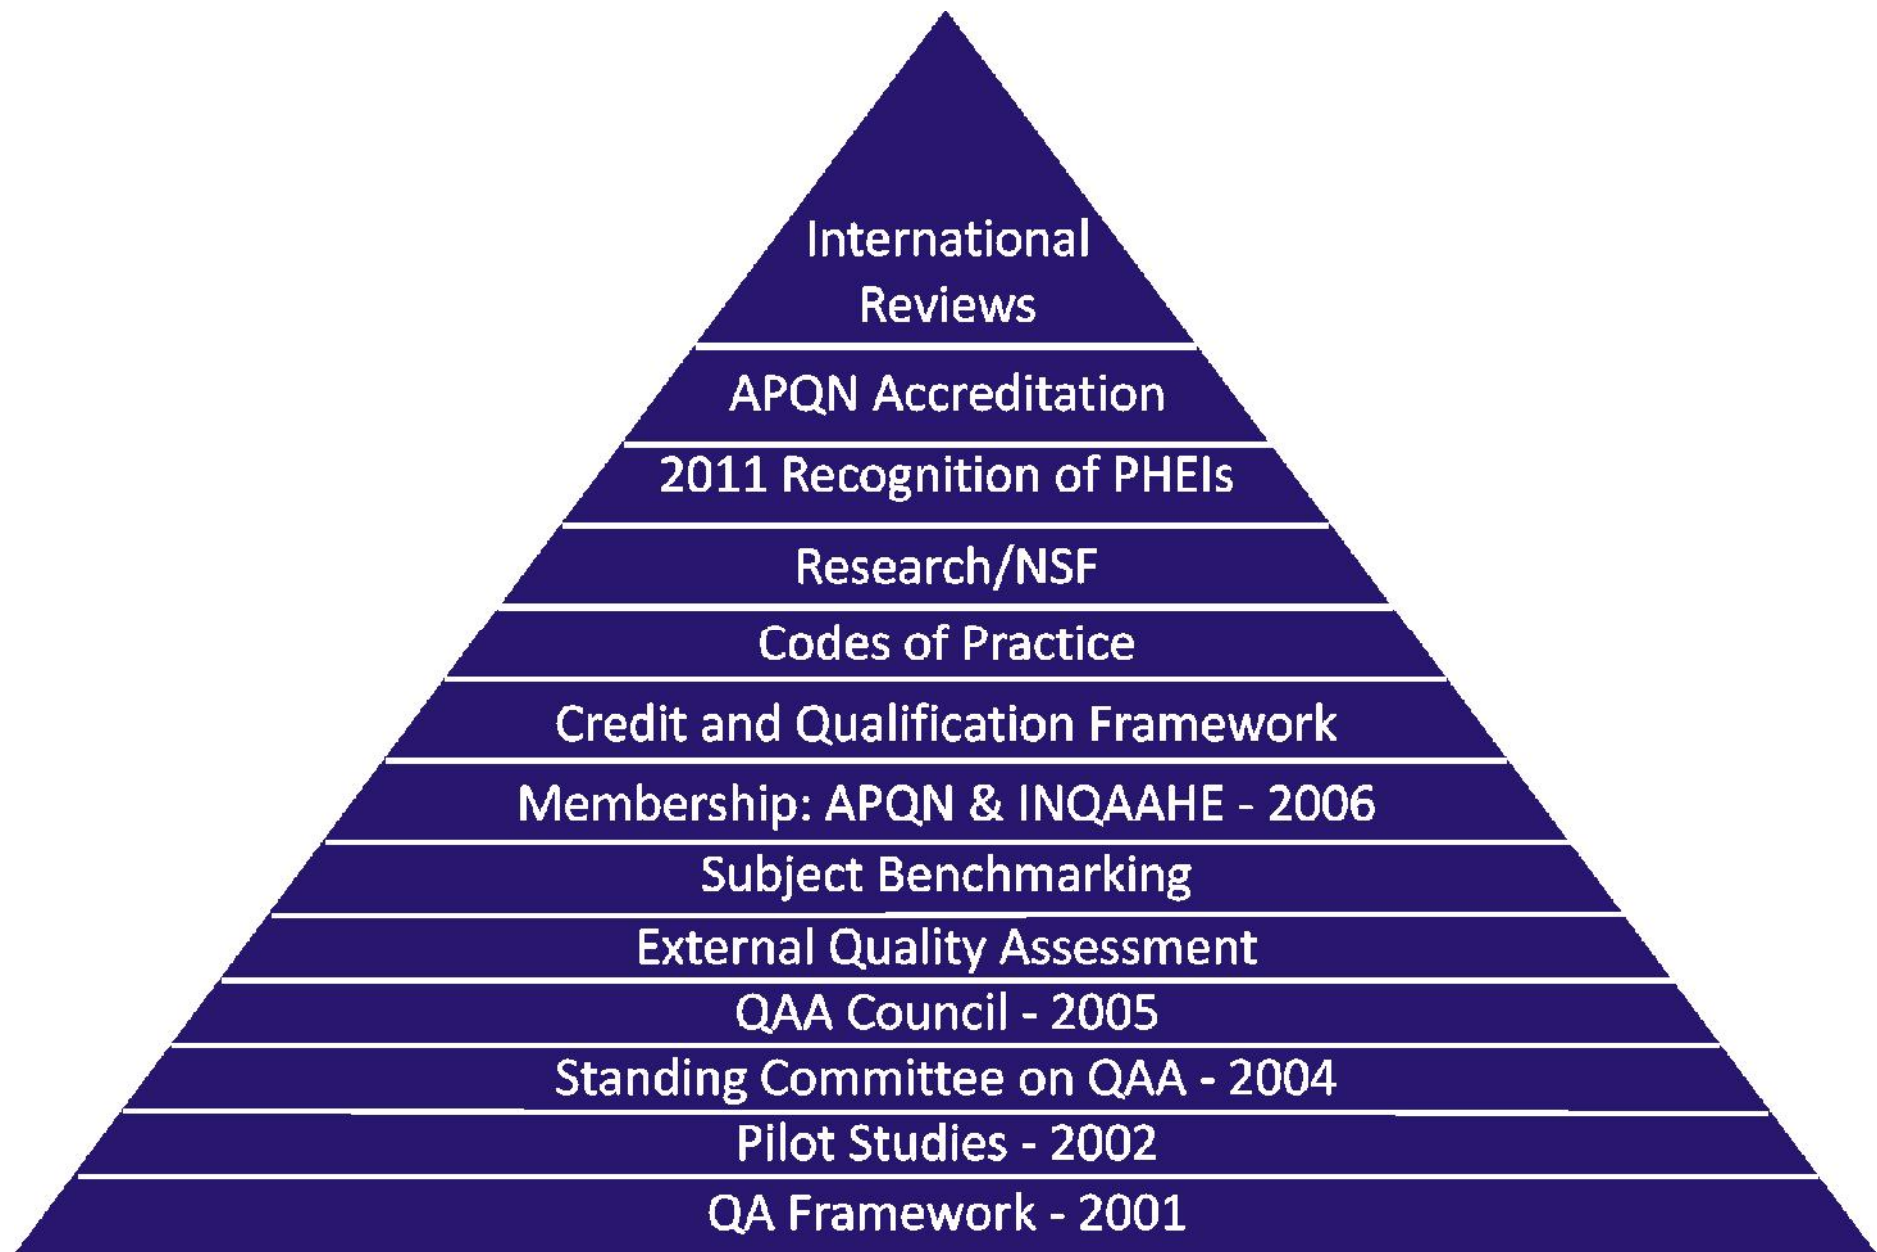 International
Reviews
APQN Accreditation
2011 Recognition of PHEIs
Research/NSF
Codes of Practice
Credit and Qualification Framework
Membership: APQN & INQAAHE - 2006
Subject Benchmarking
External Quality Assessment
QAA Council - 2005
Standing Committee on QAA - 2004
Pilot Studies - 2002
QA Framework - 2001